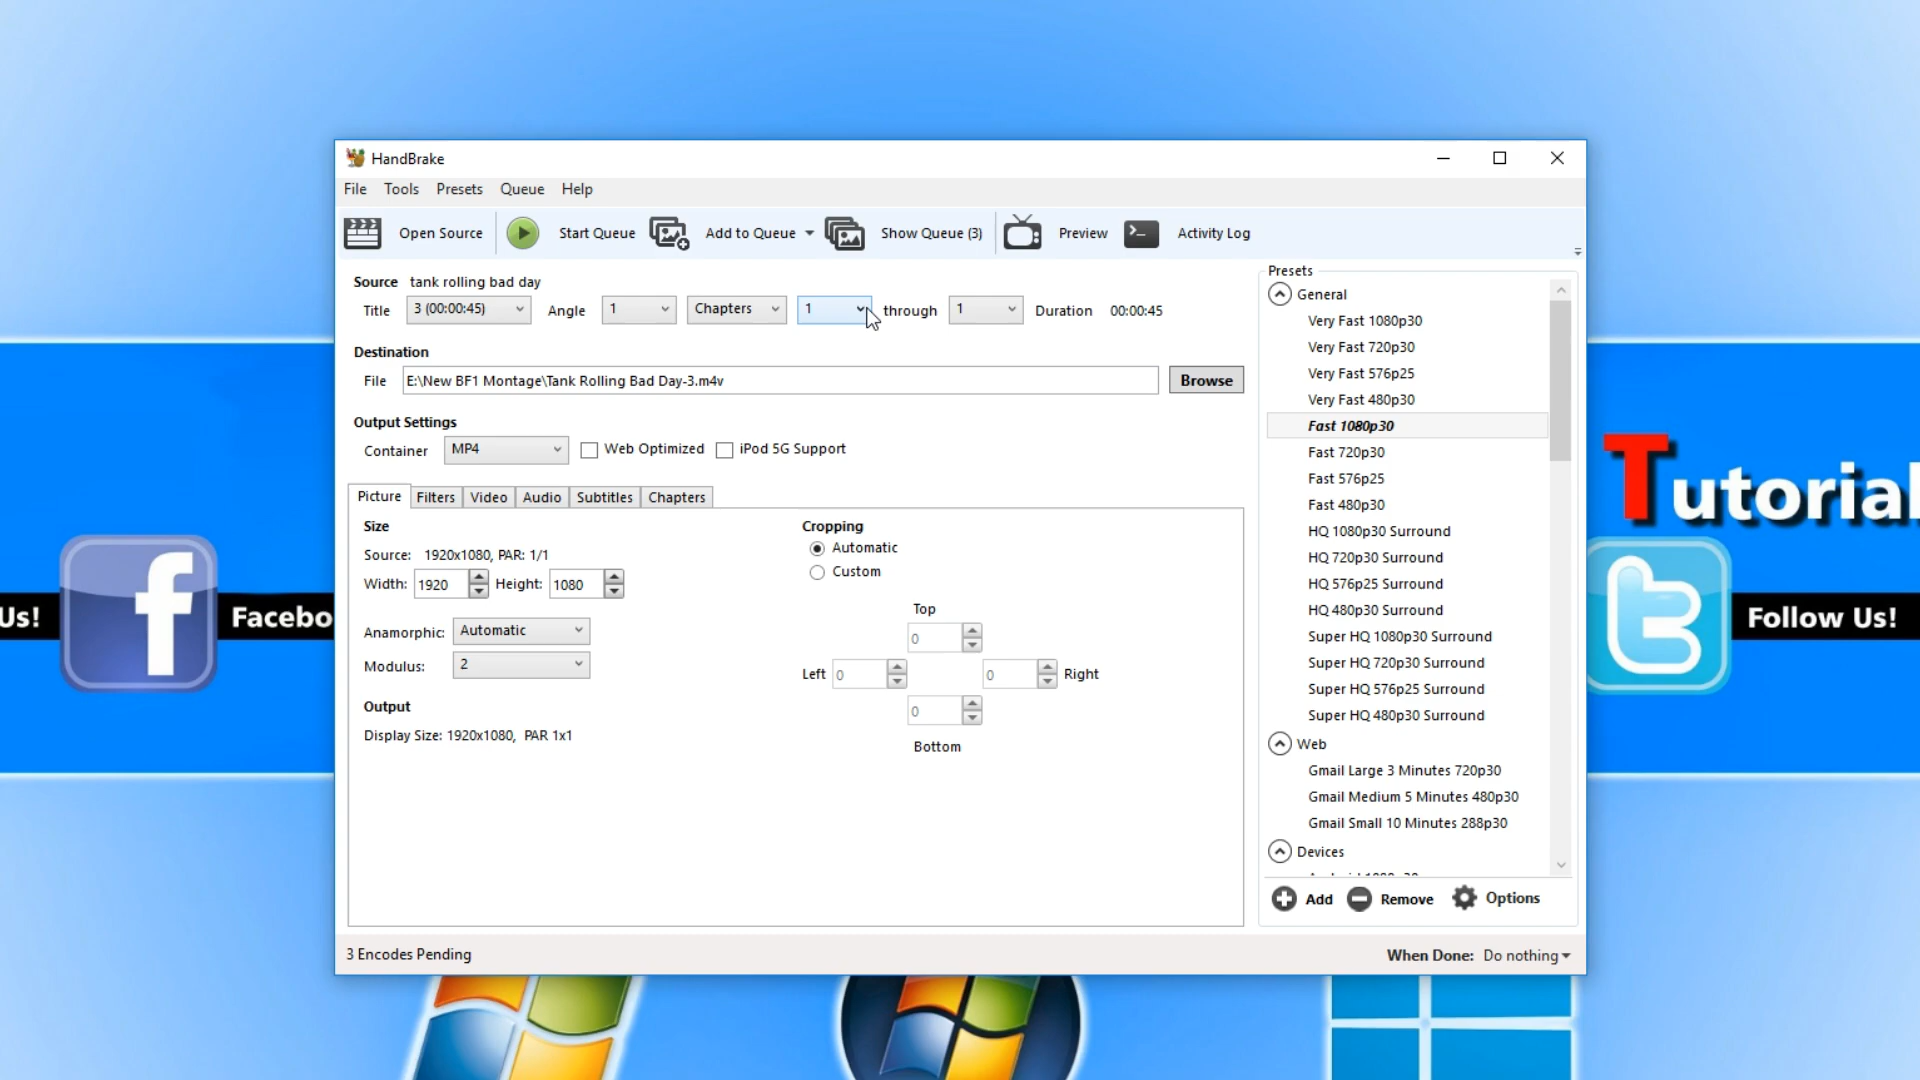 HandBrake
File Tools Presets Queue Help
Open Source Start Queue Add to Queue Show Queue (3) Preview Activity Log
Source tank rolling bad day
Title 3 (00:00:45) Angle 1 Chapters 1 through 1 Duration 00:00:45
Destination
File E:\New BF1 Montage\Tank Rolling Bad Day-3.m4v Browse
Output Settings
Container MP4 Web Optimized iPod 5G Support
Picture Filters Video Audio Subtitles Chapters
Size
Source: 1920x1080, PAR: 1/1
Width: 1920 Height: 1080
Anamorphic: Automatic
Modulus: 2
Output
Display Size: 1920x1080, PAR 1x1
Cropping
Automatic
Custom
Top
0
Left 0 0 Right
0
Bottom
Presets
General
Very Fast 1080p30
Very Fast 720p30
Very Fast 576p25
Very Fast 480p30
Fast 1080p30
Fast 720p30
Fast 576p25
Fast 480p30
HQ 1080p30 Surround
HQ 720p30 Surround
HQ 576p25 Surround
HQ 480p30 Surround
Super HQ 1080p30 Surround
Super HQ 720p30 Surround
Super HQ 576p25 Surround
Super HQ 480p30 Surround
Web
Gmail Large 3 Minutes 720p30
Gmail Medium 5 Minutes 480p30
Gmail Small 10 Minutes 288p30
Devices
Add Remove Options
3 Encodes Pending
When Done: Do nothing
Us!
Facebo
Tutorial
Follow Us!